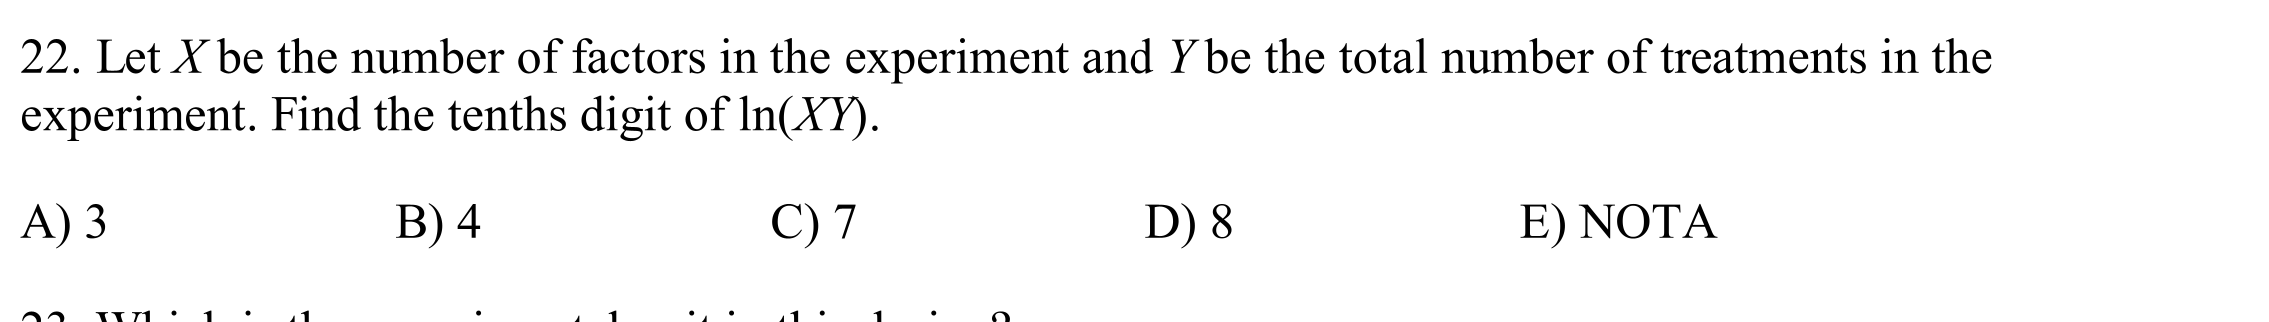 22. Let X be the number of factors in the experiment and Y be the total number of treatments in the
experiment. Find the tenths digit of ln(XY).
A) 3 B) 4 C) 7 D) 8 E) NOTA